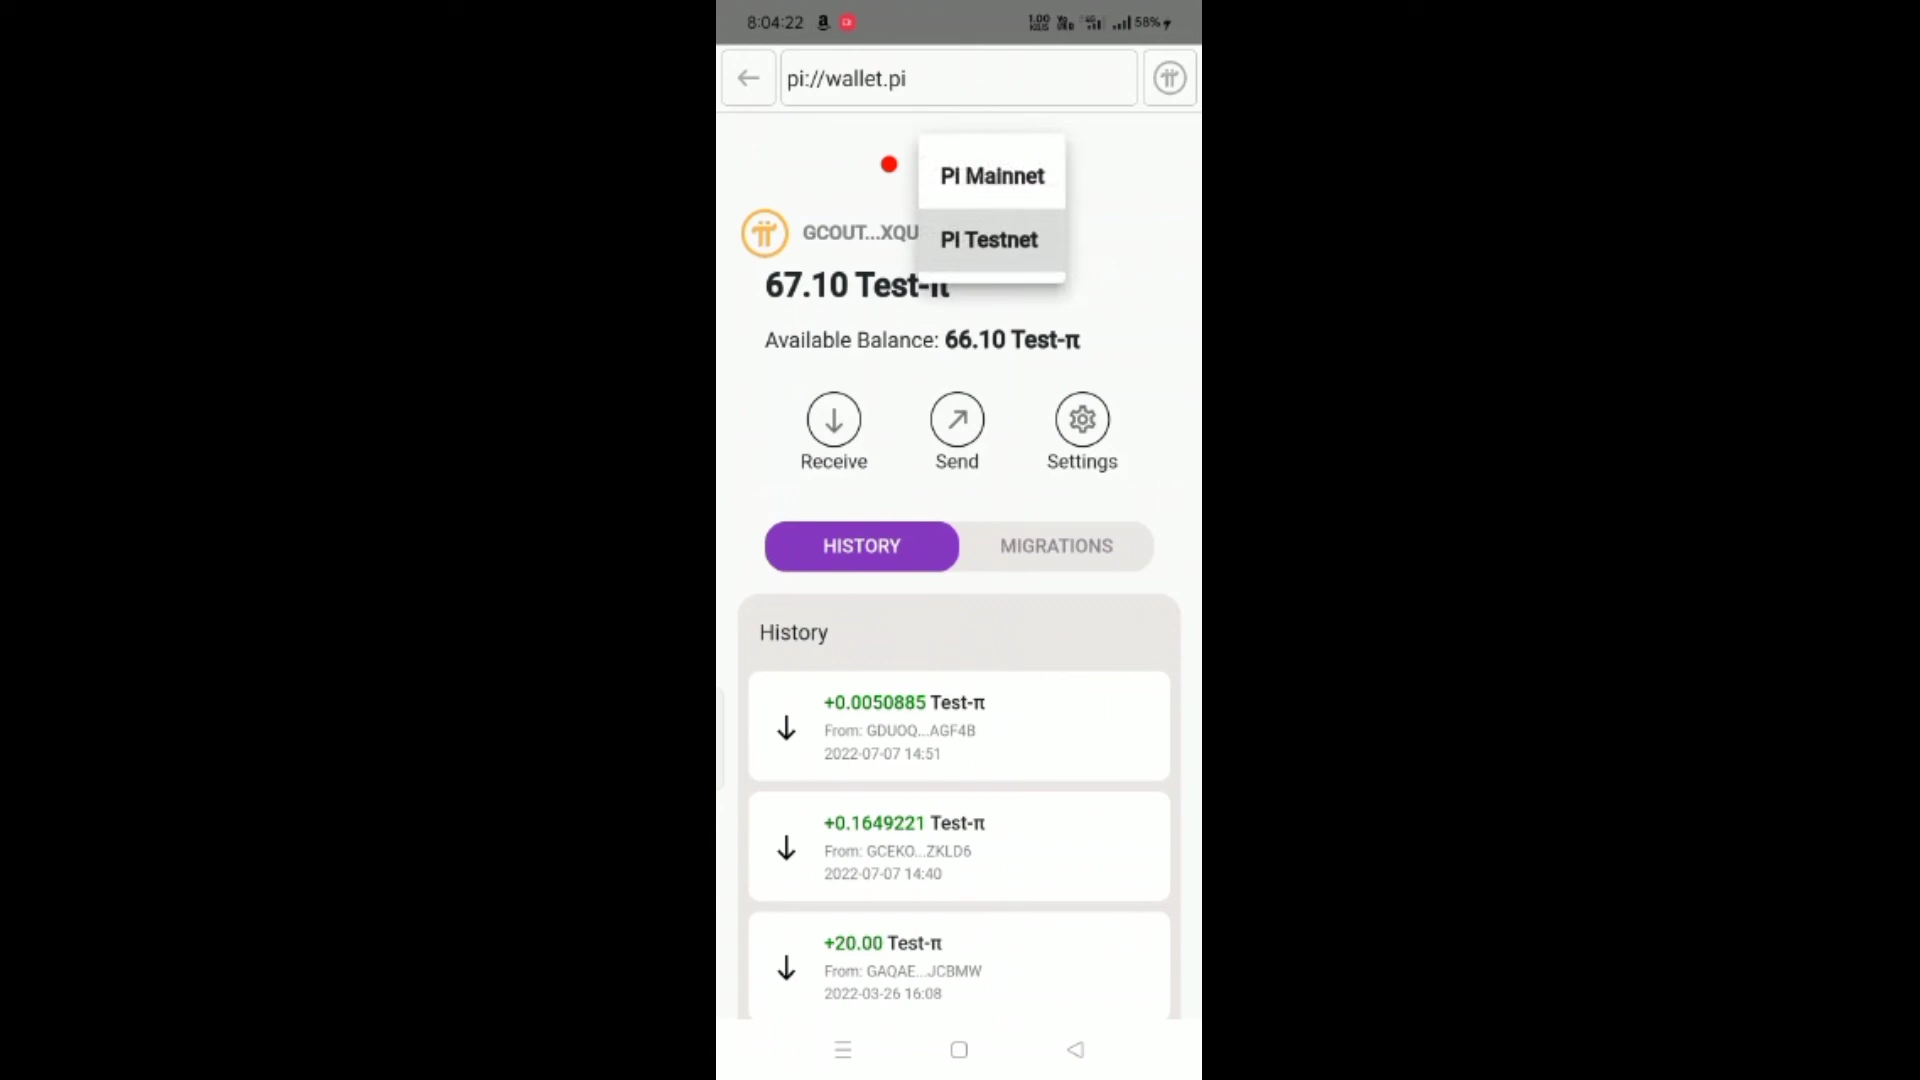 8:04:22
1.00 58%
pi://wallet.pi
Pi Mainnet
GCOUT...XQU
Pi Testnet
67.10 Test-π
Available Balance: 66.10 Test-π
Receive Send Settings
HISTORY MIGRATIONS
History
+0.0050885 Test-π
From: GDUOQ...AGF4B
2022-07-07 14:51
+0.1649221 Test-π
From: GCEKO...ZKLD6
2022-07-07 14:40
+20.00 Test-π
From: GAQAE...JCBMW
2022-03-26 16:08